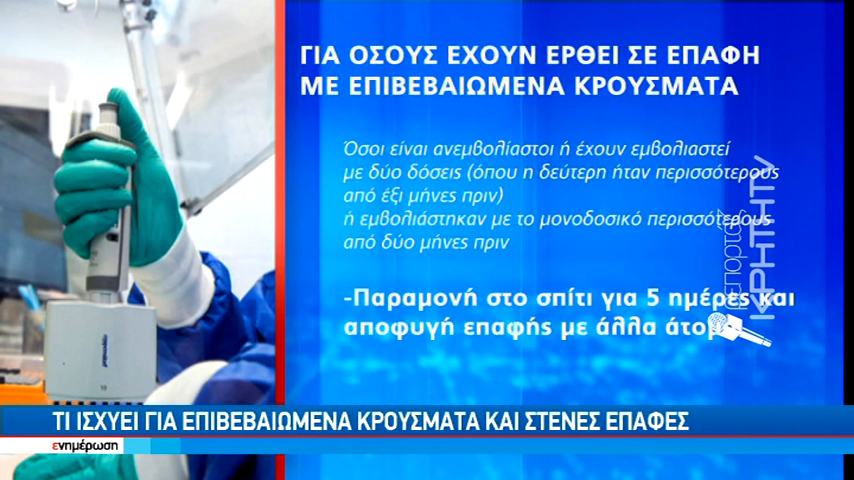 ΓΙΑ ΟΣΟΥΣ ΕΧΟΥΝ ΕΡΘΕΙ ΣΕ ΕΠΑΦΗ
ΜΕ ΕΠΙΒΕΒΑΙΩΜΕΝΑ ΚΡΟΥΣΜΑΤΑ
Όσοι είναι ανεμβολίαστοι ή έχουν εμβολιαστεί
με δύο δόσεις (όπου η δεύτερη ήταν περισσότερους
από έξι μήνες πριν)
ή εμβολιάστηκαν με το μονοδοσικό περισσότερους
από δύο μήνες πριν
-Παραμονή στο σπίτι για 5 ημέρες και
αποφυγή επαφής με άλλα
ΚΡΗΤΗTV
ΤΙ ΙΣΧΥΕΙ ΓΙΑ ΕΠΙΒΕΒΑΙΩΜΕΝΑ ΚΡΟΥΣΜΑΤΑ ΚΑΙ ΣΤΕΝΕΣ ΕΠΑΦΕΣ
ενημέρωση